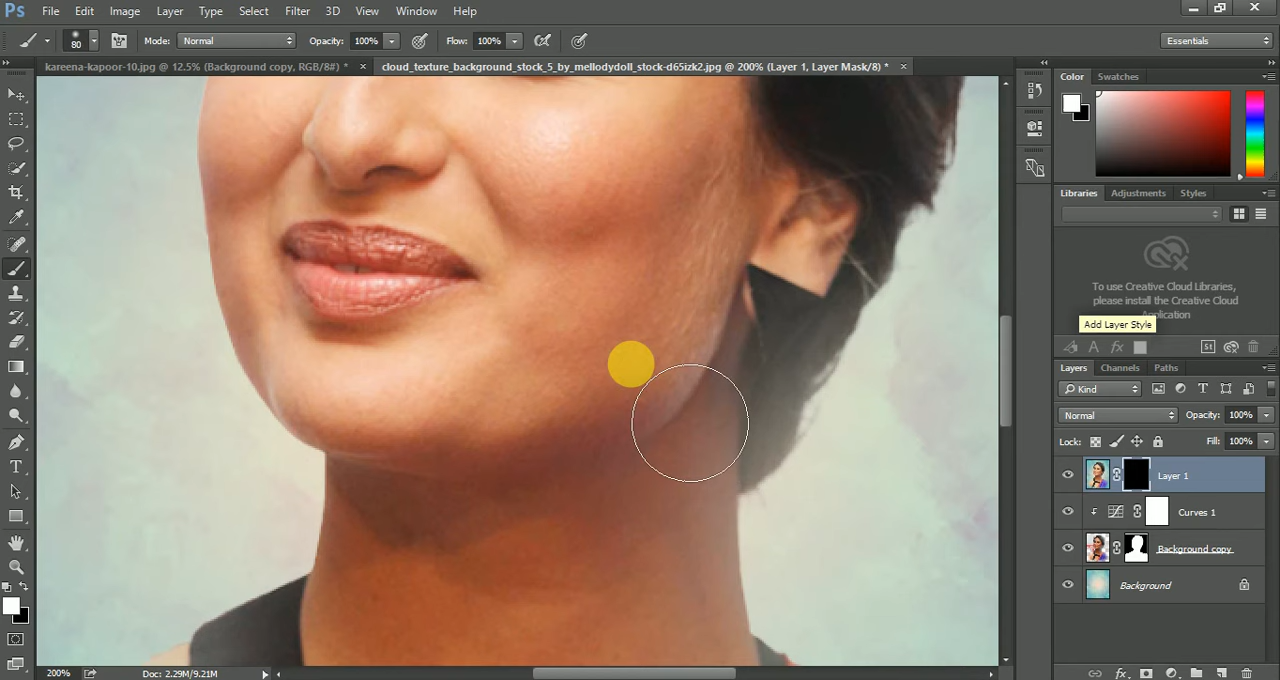 Ps File Edit Image Layer Type Select Filter 3D View Window Help
80 Mode: Normal Opacity: 100% Flow: 100% Essentials
kareena-kapoor-10.jpg @ 12.5% (Background copy, RGB/8#) * × cloud_texture_background_stock_5_by_mellodydoll_stock-d65izk2.jpg @ 200% (Layer 1, Layer Mask/8) * ×
Color Swatches
Libraries Adjustments Styles
To use Creative Cloud Libraries,
please install the Creative Cloud
Application
Add Layer Style
A fx St
Layers Channels Paths
Kind T
Normal Opacity: 100%
Lock: Fill: 100%
Layer 1
Curves 1
Background copy
Background
T
200% Doc: 2.29M/9.21M fx